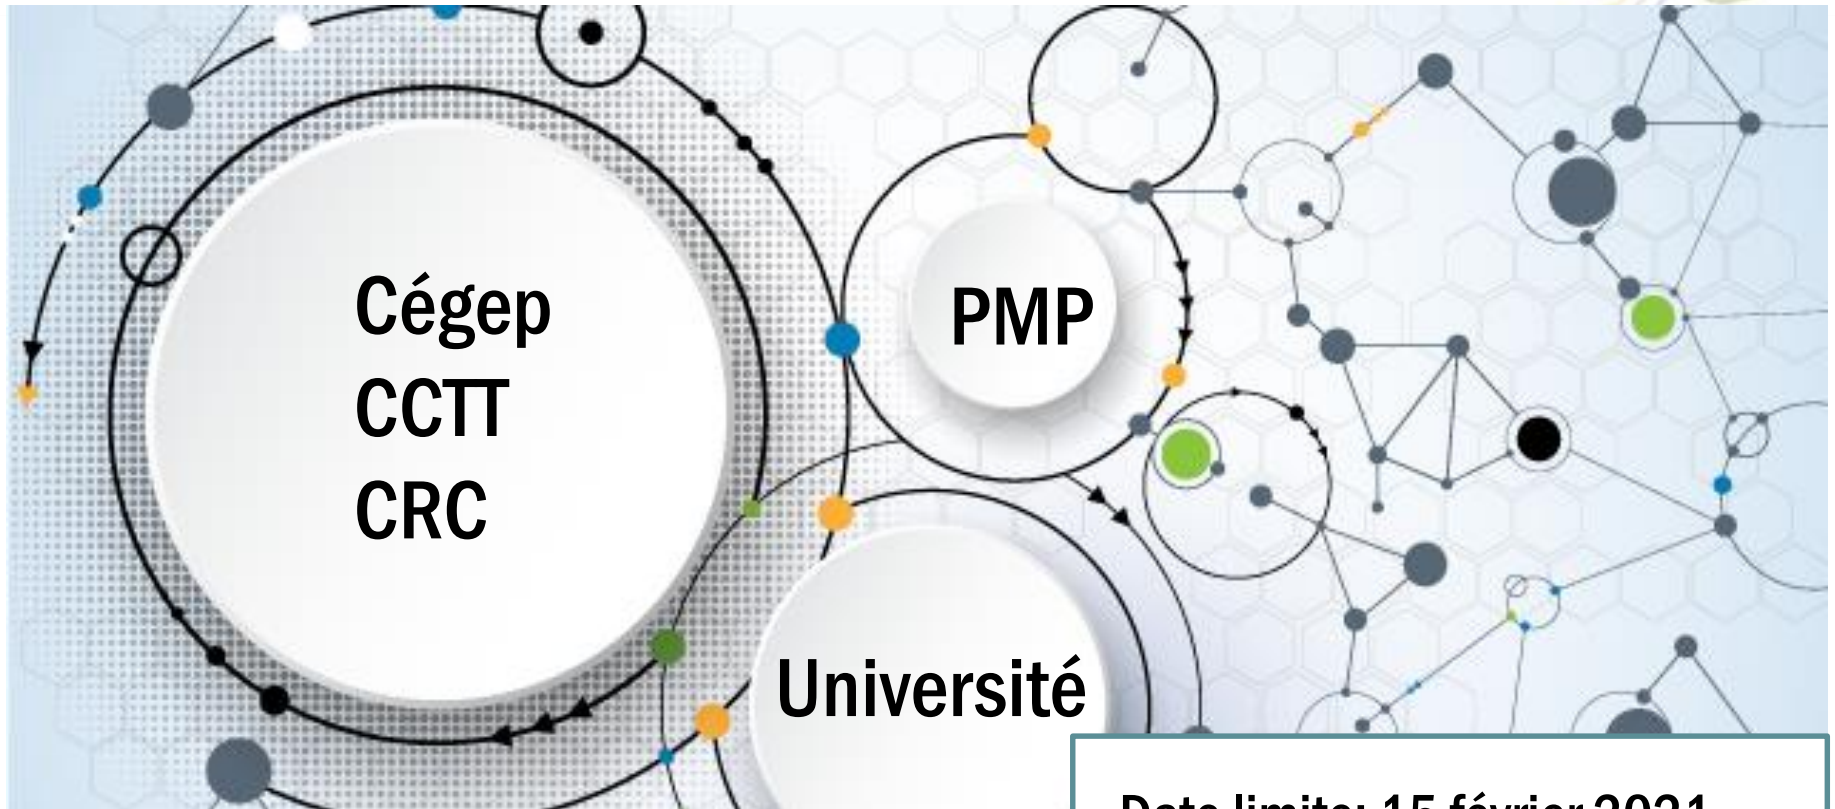 Cégep
CCTT
CRC
PMP
Université
Date limite: 15 février 2021